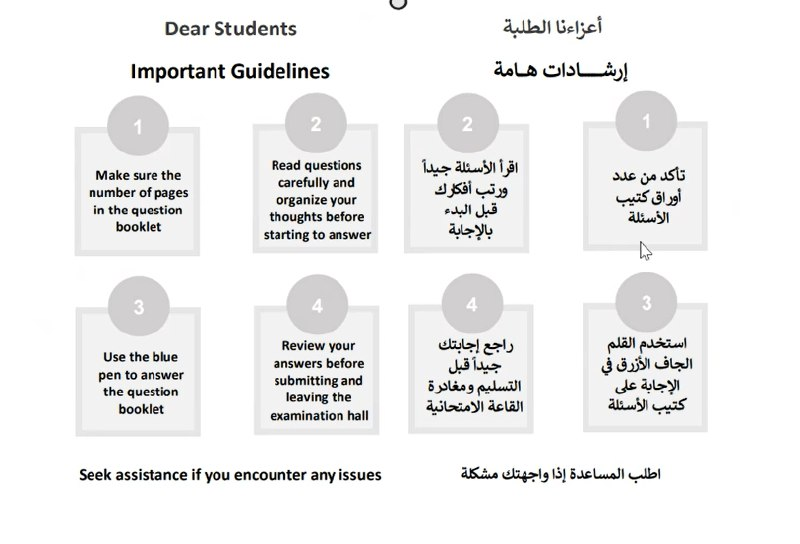 Dear Students
أعزاءنا الطلبة
Important Guidelines
إرشـــــادات هـامـة
1
Make sure the
number of pages
in the question
booklet
2
Read questions
carefully and
organize your
thoughts before
starting to answer
3
Use the blue
pen to answer
the question
booklet
4
Review your
answers before
submitting and
leaving the
examination hall
Seek assistance if you encounter any issues
1
تأكد من عدد
أوراق كتيب
الأسئلة
2
اقرأ الأسئلة جيداً
ورتب أفكارك
قبل البدء
بالإجابة
3
استخدم القلم
الجاف الأزرق في
الإجابة على
كتيب الأسئلة
4
راجع إجابتك
جيداً قبل
التسليم ومغادرة
القاعة الامتحانية
اطلب المساعدة إذا واجهتك مشكلة